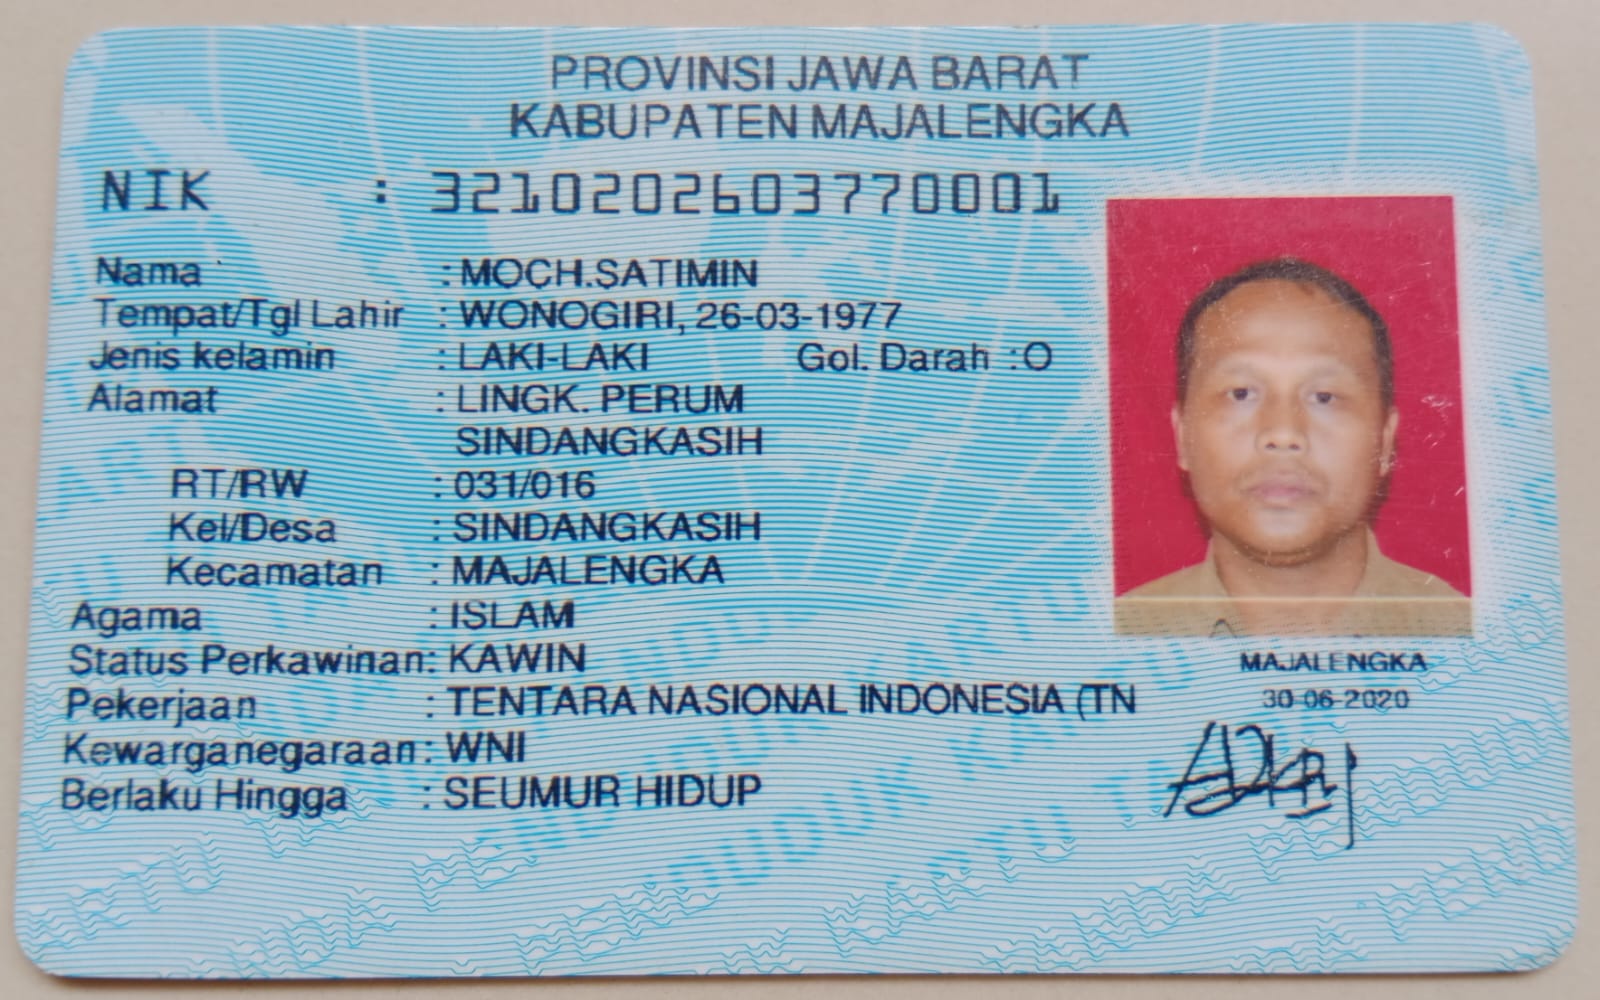 PROVINSI JAWA BARAT
KABUPATEN MAJALENGKA
NIK : 3210202603770001
Nama : MOCH.SATIMIN
Tempat/Tgl Lahir : WONOGIRI, 26-03-1977
Jenis kelamin : LAKI-LAKI Gol. Darah : O
Alamat : LINGK. PERUM
SINDANGKASIH
RT/RW : 031/016
Kel/Desa : SINDANGKASIH
Kecamatan : MAJALENGKA
Agama : ISLAM
Status Perkawinan: KAWIN
Pekerjaan : TENTARA NASIONAL INDONESIA (TN
Kewarganegaraan: WNI
Berlaku Hingga : SEUMUR HIDUP
MAJALENGKA
30-06-2020